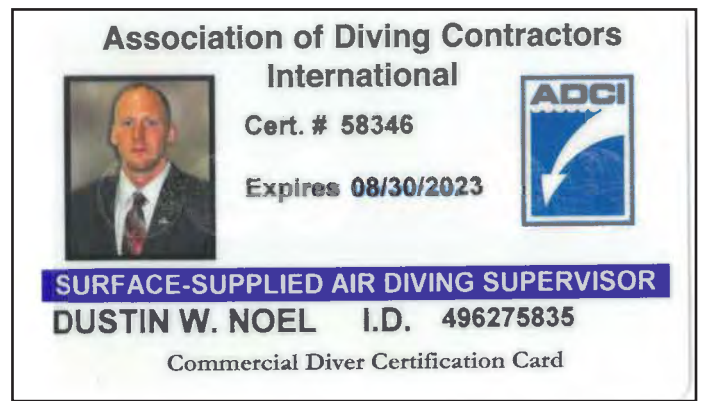 Association of Diving Contractors
International
ADCI
Cert. # 58346
Expires 08/30/2023
SURFACE-SUPPLIED AIR DIVING SUPERVISOR
DUSTIN W. NOEL I.D. 496275835
Commercial Diver Certification Card